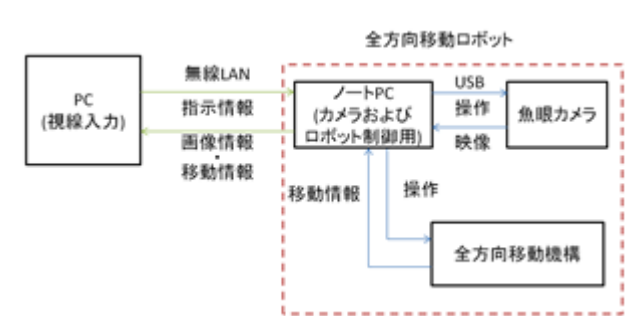 全方向移動ロボット
PC
(視線入力)
無線LAN
指示情報
画像情報
・
移動情報
ノートPC
(カメラおよび
ロボット制御用)
USB
操作
映像
魚眼カメラ
移動情報
操作
全方向移動機構